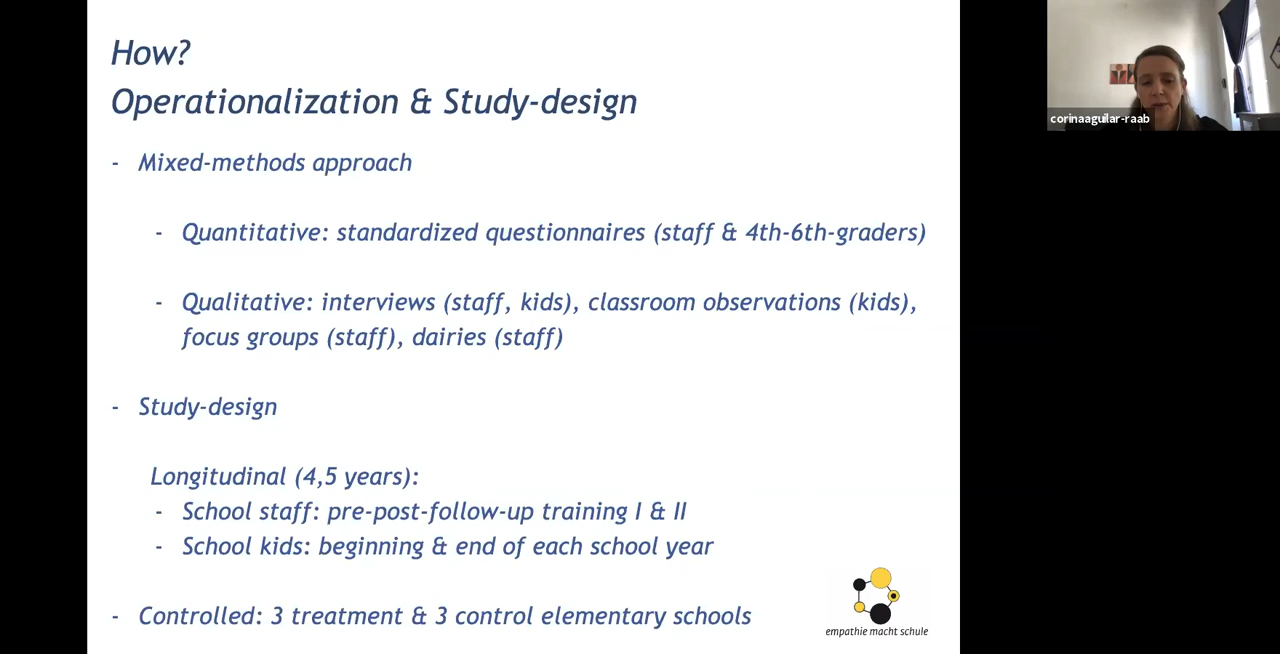 How?
Operationalization & Study-design
- Mixed-methods approach
- Quantitative: standardized questionnaires (staff & 4th-6th-graders)
- Qualitative: interviews (staff, kids), classroom observations (kids),
focus groups (staff), dairies (staff)
- Study-design
Longitudinal (4,5 years):
- School staff: pre-post-follow-up training I & II
- School kids: beginning & end of each school year
- Controlled: 3 treatment & 3 control elementary schools
empathie macht schule
corinaaguilar-raab